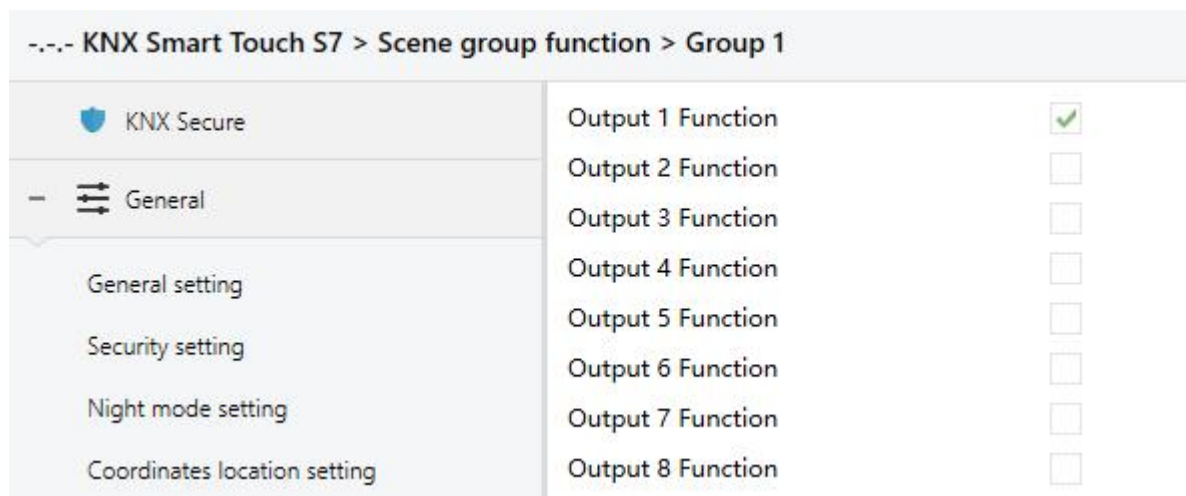 -.-.- KNX Smart Touch S7 > Scene group function > Group 1
KNX Secure
General
General setting
Security setting
Night mode setting
Coordinates location setting
Output 1 Function
Output 2 Function
Output 3 Function
Output 4 Function
Output 5 Function
Output 6 Function
Output 7 Function
Output 8 Function